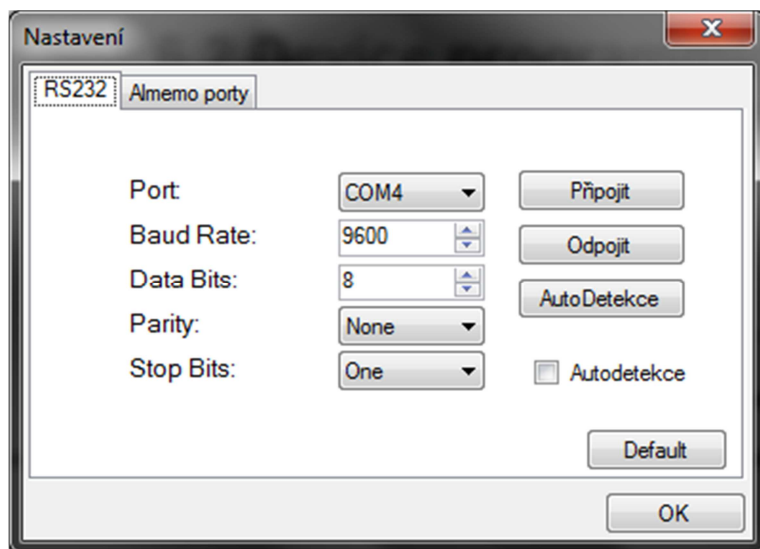 Nastavení
RS232 Almemo porty
Port: COM4 Připojit
Baud Rate: 9600 Odpojit
Data Bits: 8 AutoDetekce
Parity: None
Stop Bits: One Autodetekce
Default
OK